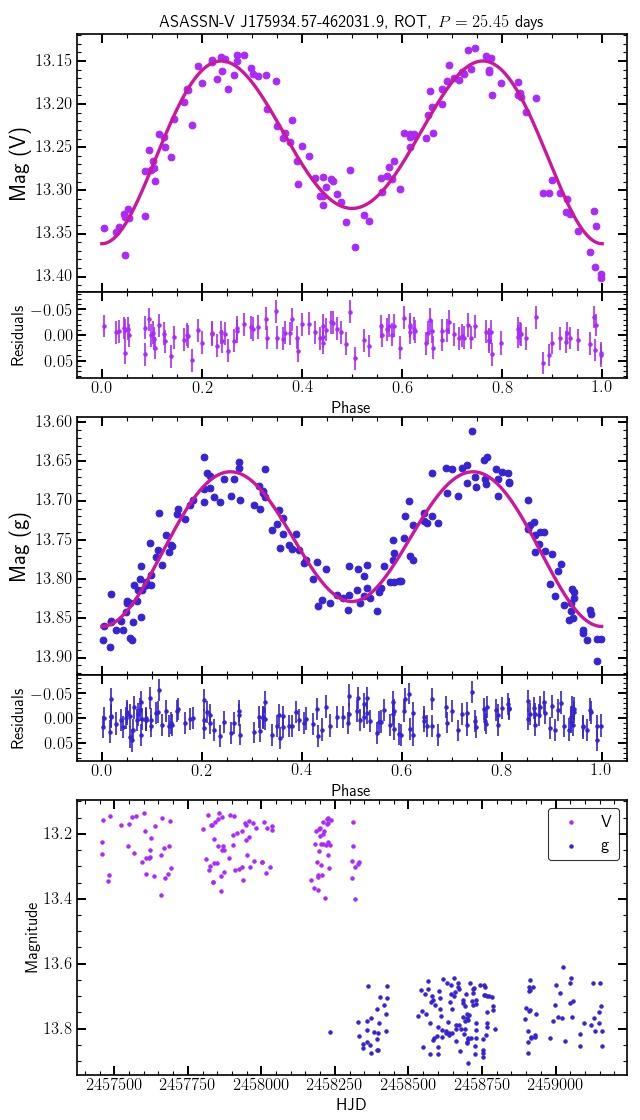 ASASSN-V J175934.57-462031.9, ROT, P = 25.45 days
Mag (V)
13.15
13.20
13.25
13.30
13.35
13.40
Residuals
−0.05
0.00
0.05
0.0 0.2 0.4 0.6 0.8 1.0
Phase
Mag (g)
13.60
13.65
13.70
13.75
13.80
13.85
13.90
Residuals
−0.05
0.00
0.05
0.0 0.2 0.4 0.6 0.8 1.0
Phase
Magnitude
13.2
13.4
13.6
13.8
V
g
2457500 2457750 2458000 2458250 2458500 2458750 2459000
HJD